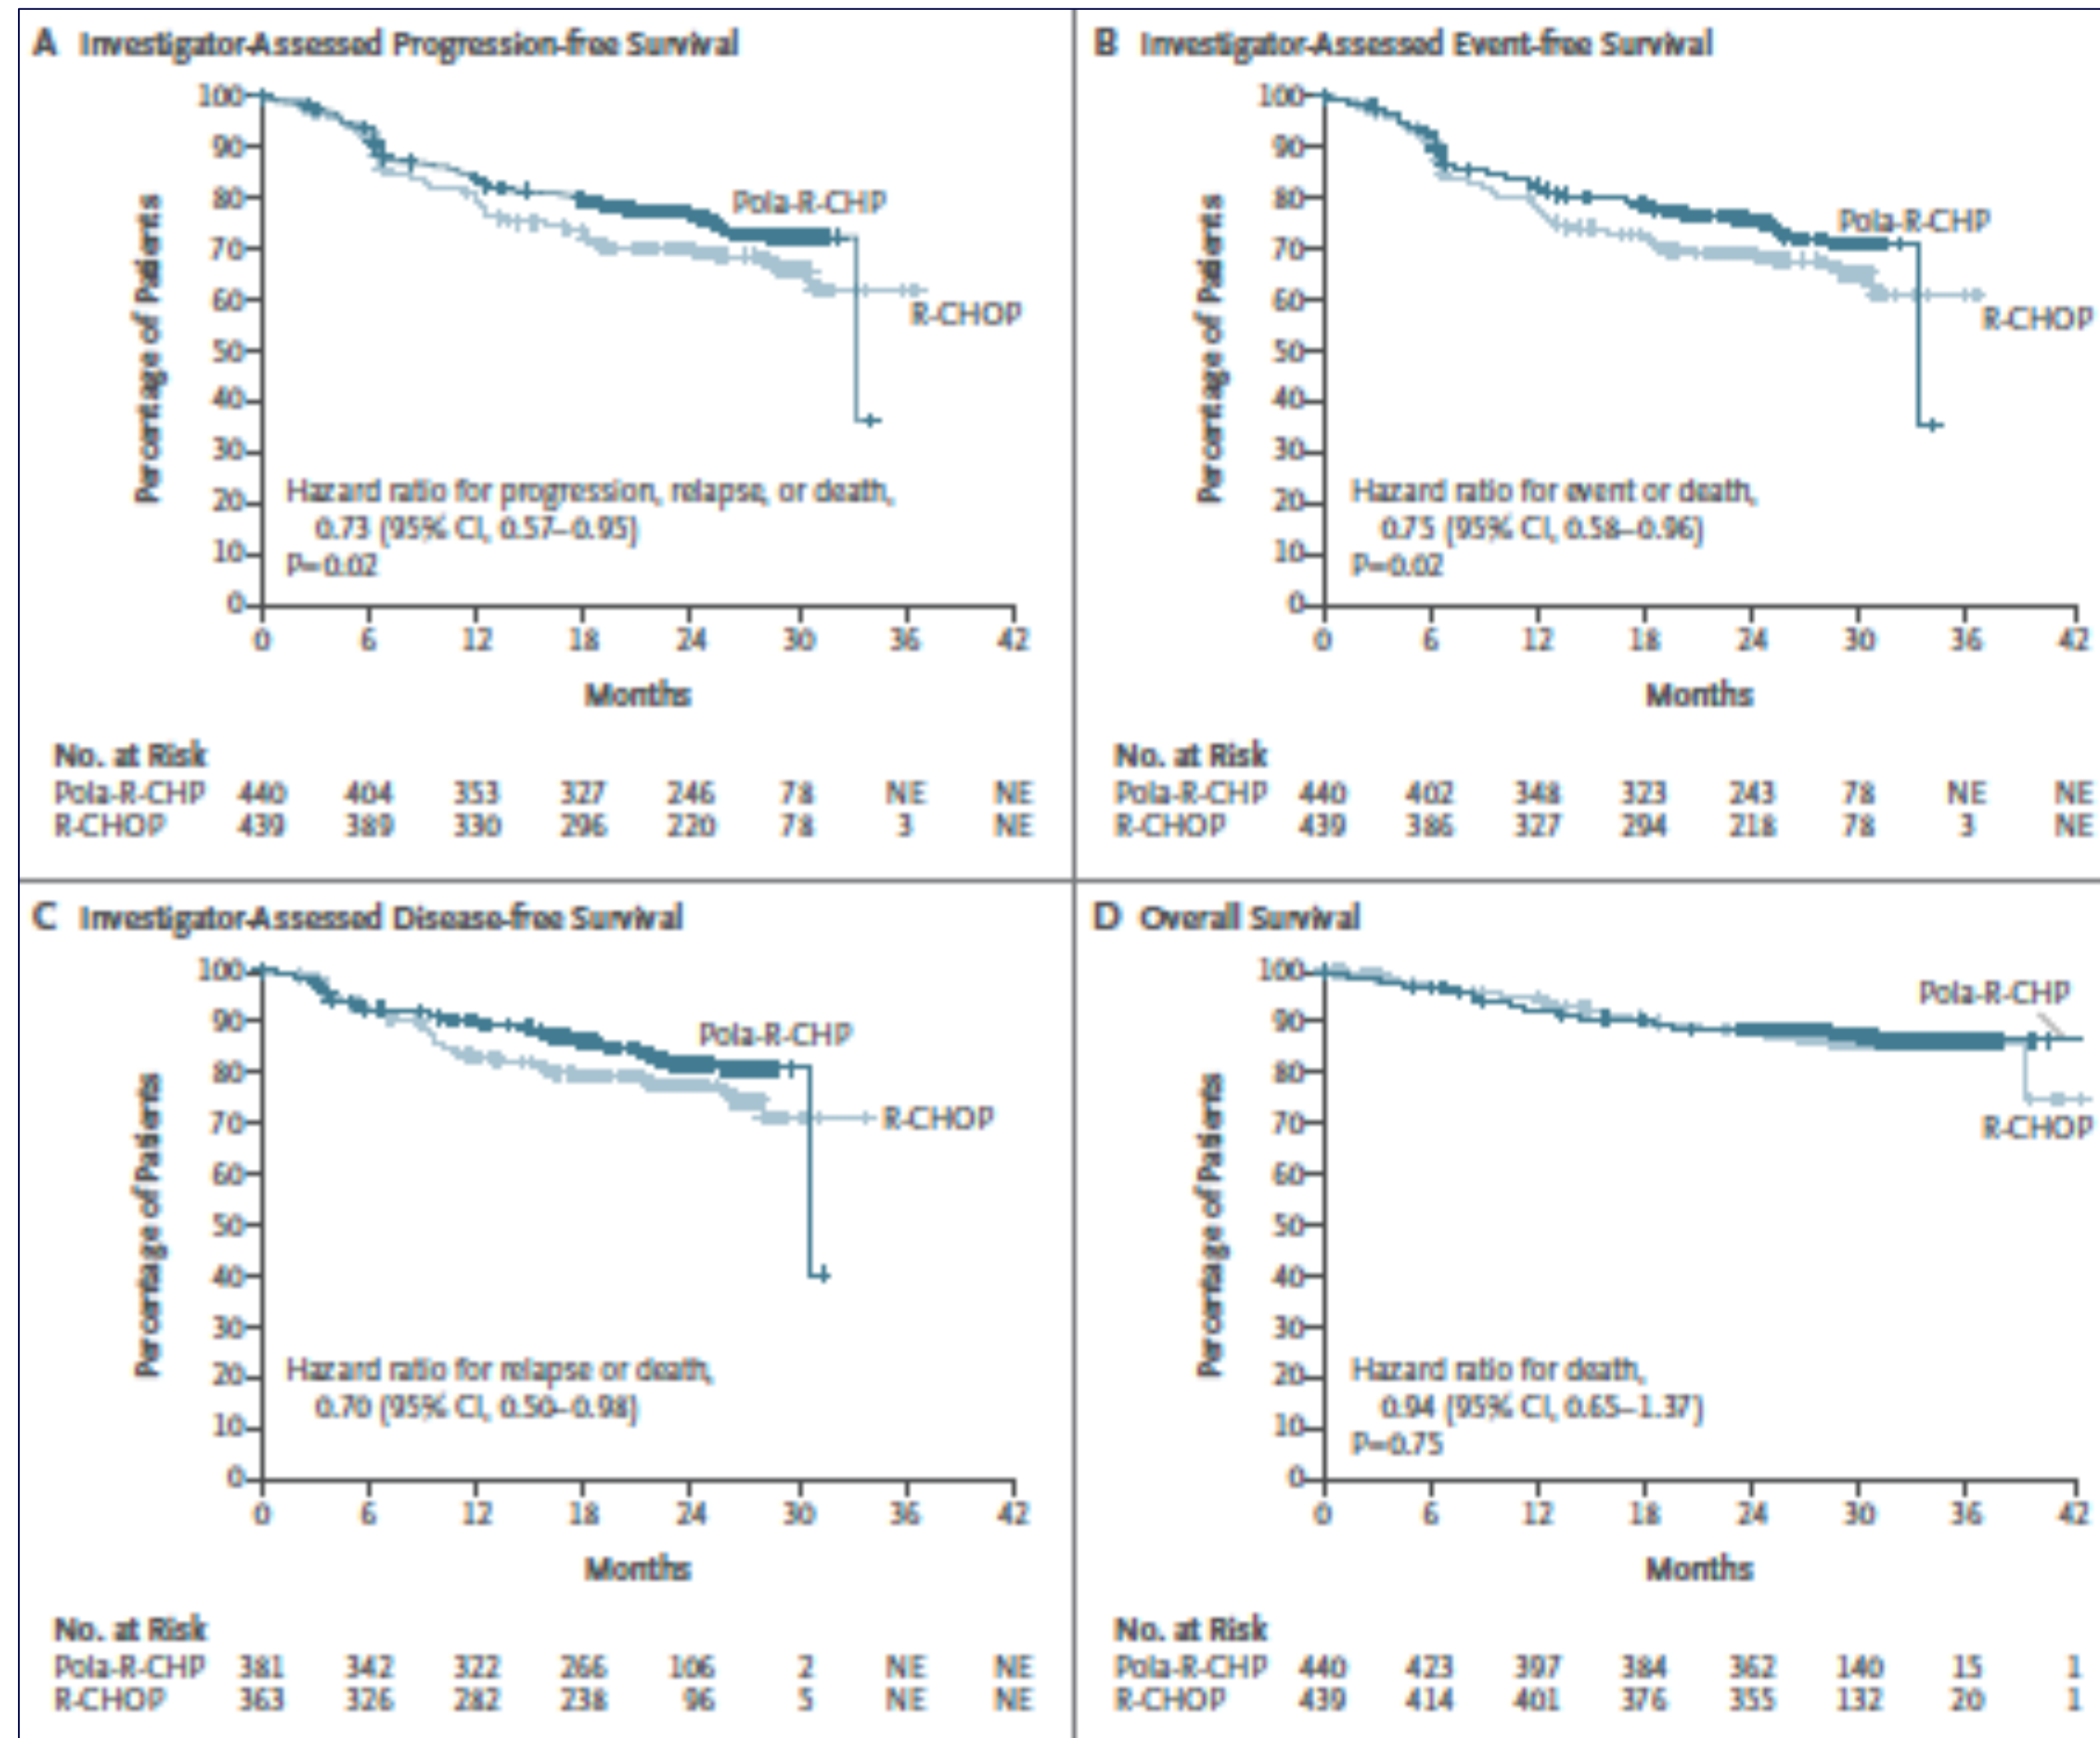 A Investigator-Assessed Progression-free Survival
100
90
80
70
60
50
40
30
20
10
0
Percentage of Patients
Pola-R-CHP
R-CHOP
Hazard ratio for progression, relapse, or death,
0.73 (95% CI, 0.57–0.95)
P=0.02
0 6 12 18 24 30 36 42
Months
No. at Risk
Pola-R-CHP 440 404 353 327 246 78 NE NE
R-CHOP 439 389 330 296 220 78 3 NE
B Investigator-Assessed Event-free Survival
100
90
80
70
60
50
40
30
20
10
0
Percentage of Patients
Pola-R-CHP
R-CHOP
Hazard ratio for event or death,
0.75 (95% CI, 0.58–0.96)
P=0.02
0 6 12 18 24 30 36 42
Months
No. at Risk
Pola-R-CHP 440 402 348 323 243 78 NE NE
R-CHOP 439 386 327 294 218 78 3 NE
C Investigator-Assessed Disease-free Survival
100
90
80
70
60
50
40
30
20
10
0
Percentage of Patients
Pola-R-CHP
R-CHOP
Hazard ratio for relapse or death,
0.70 (95% CI, 0.50–0.98)
0 6 12 18 24 30 36 42
Months
No. at Risk
Pola-R-CHP 381 342 322 266 106 2 NE NE
R-CHOP 363 326 282 238 96 5 NE NE
D Overall Survival
100
90
80
70
60
50
40
30
20
10
0
Percentage of Patients
Pola-R-CHP
R-CHOP
Hazard ratio for death,
0.94 (95% CI, 0.65–1.37)
P=0.75
0 6 12 18 24 30 36 42
Months
No. at Risk
Pola-R-CHP 440 423 397 384 362 140 15 1
R-CHOP 439 414 401 376 355 132 20 1